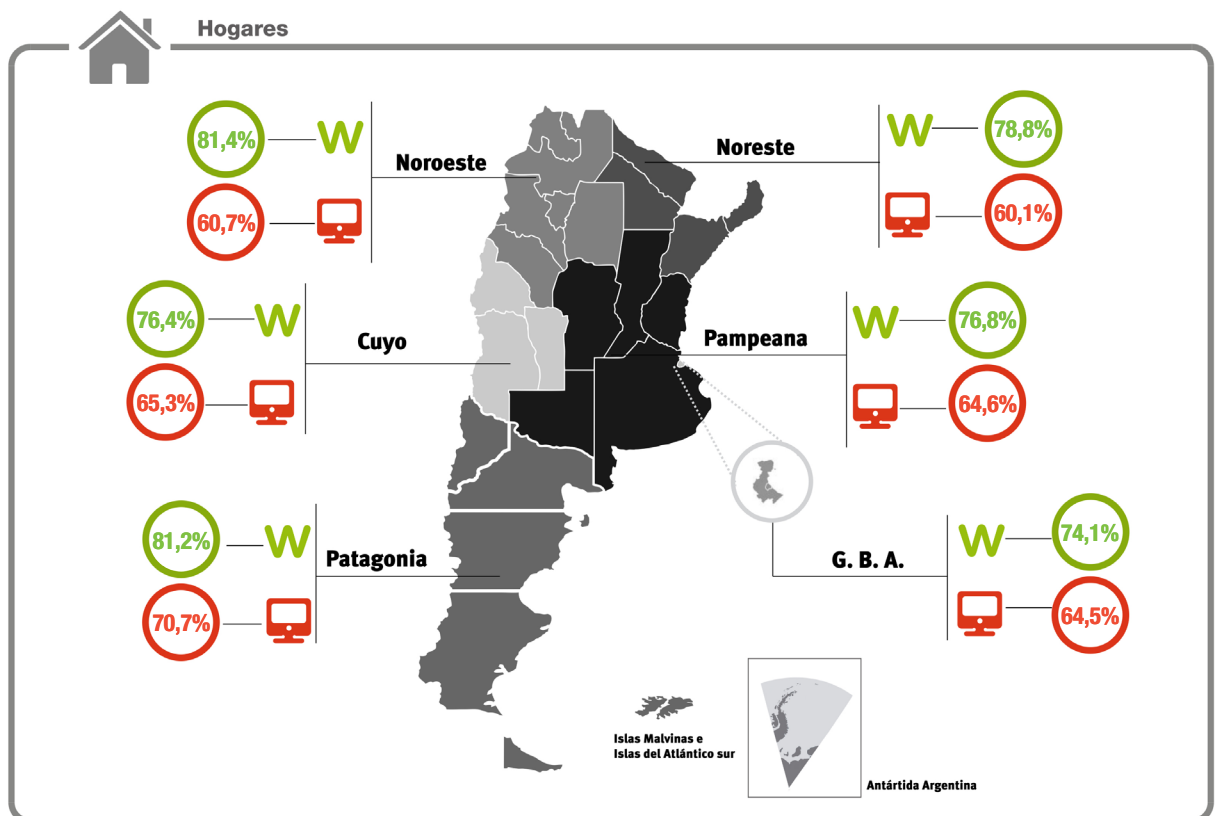 Hogares
81,4%
W
Noroeste
60,7%
Noreste
W
78,8%
60,1%
76,4%
W
Cuyo
65,3%
Pampeana
W
76,8%
64,6%
81,2%
W
Patagonia
70,7%
G. B. A.
W
74,1%
64,5%
Islas Malvinas e
Islas del Atlántico sur
Antártida Argentina